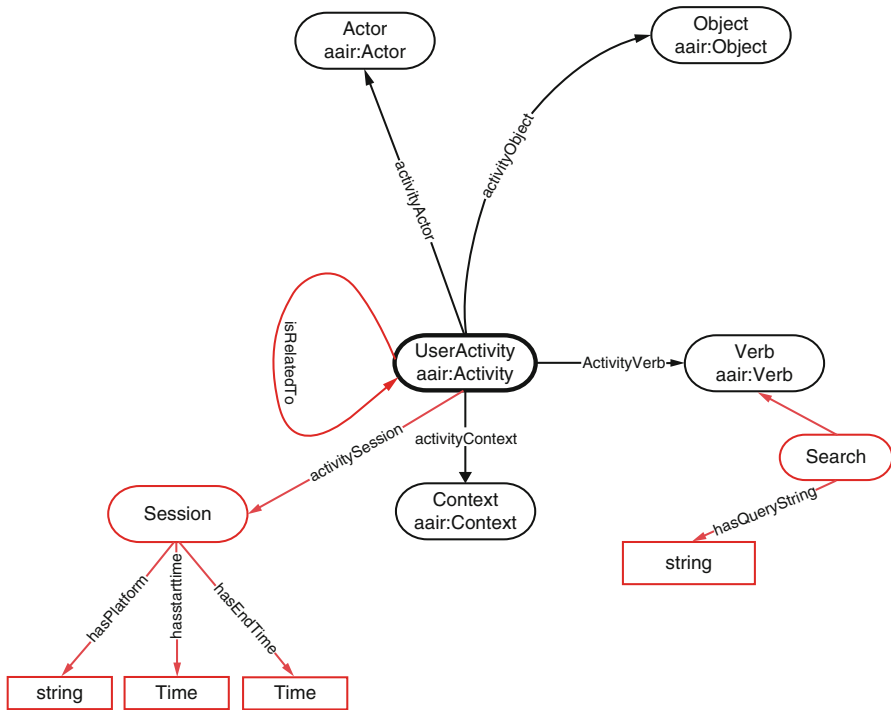 Actor
aair:Actor
Object
aair:Object
activityActor
activityObject
isRelatedTo
UserActivity
aair:Activity
ActivityVerb
Verb
aair:Verb
activitySession
activityContext
Search
Session
Context
aair:Context
hasQueryString
string
hasPlatform
hasstarttime
hasEndTime
string
Time
Time